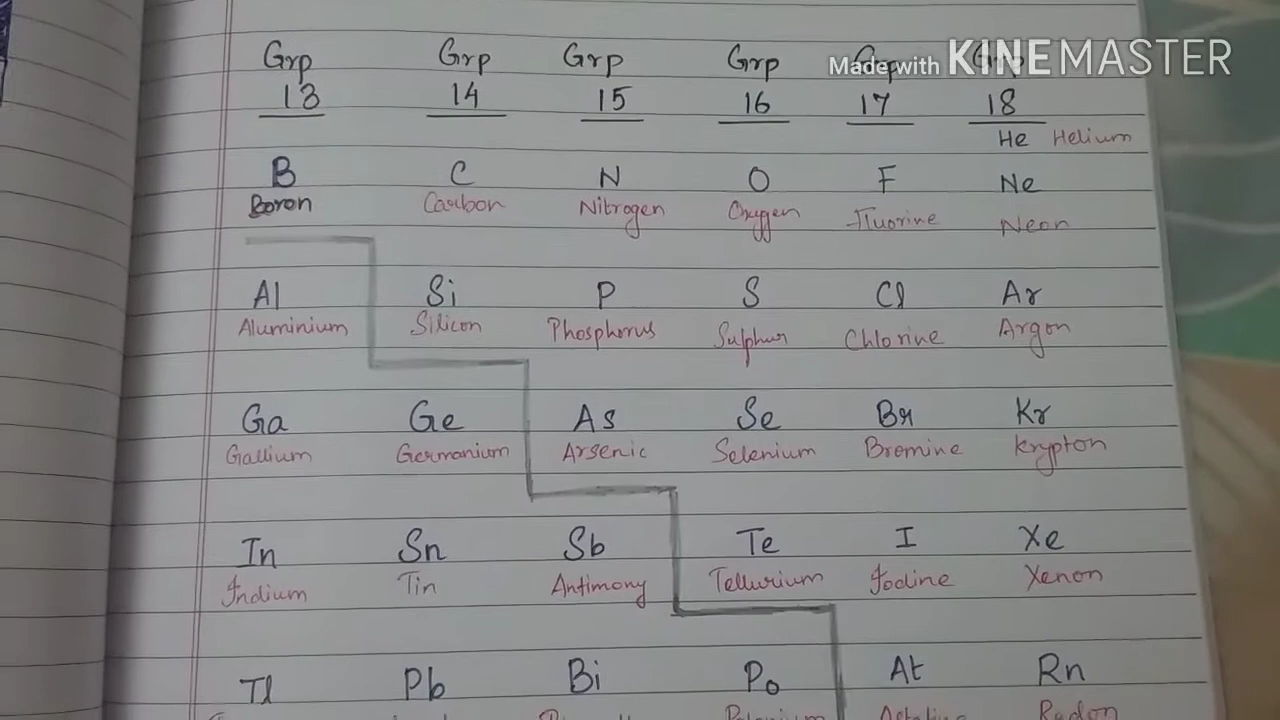 Grp Grp Grp Grp Grp Grp
13 14 15 16 17 18
Made with KINEMASTER
He Helium
B C N O F Ne
Boron Carbon Nitrogen Oxygen Fluorine Neon
Al Si P S Cl Ar
Aluminium Silicon Phosphorus Sulphur Chlorine Argon
Ga Ge As Se Br Kr
Gallium Germanium Arsenic Selenium Bromine Krypton
In Sn Sb Te I Xe
Indium Tin Antimony Tellurium Iodine Xenon
Tl Pb Bi Po At Rn
Radon